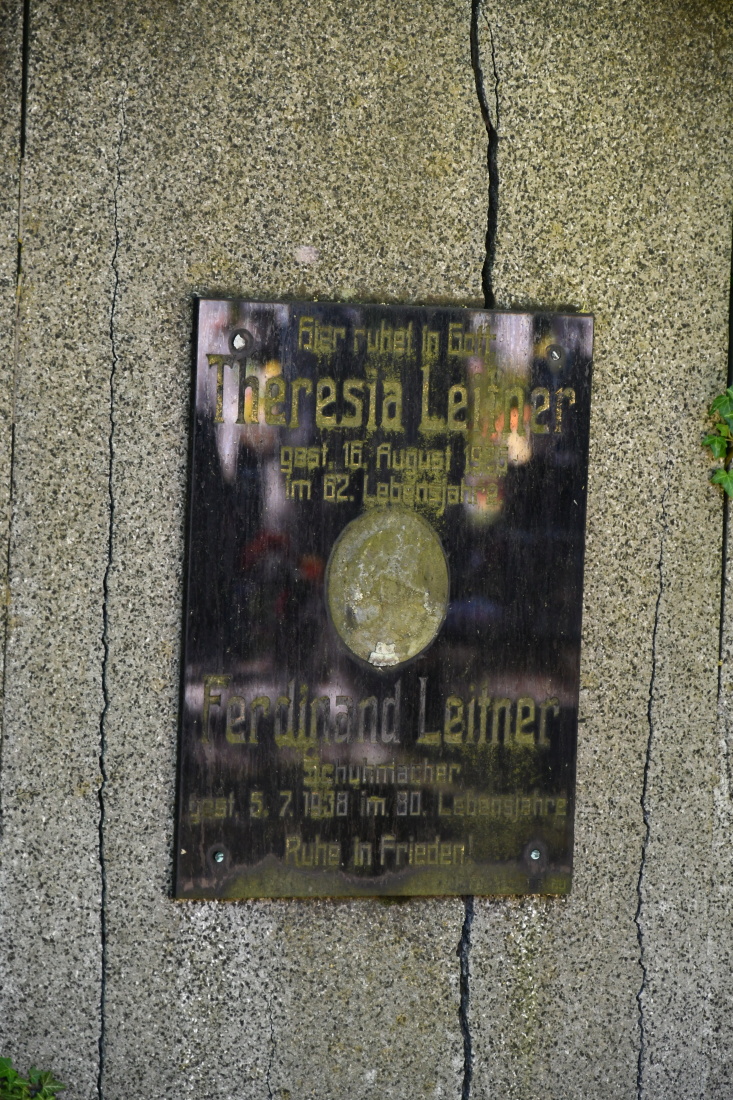 Hier ruhet in Gott
Theresia Leitner
gest. 16. August
im 62. Lebensjahre
Ferdinand Leitner
Schuhmacher
gest. 5. 7. 1938 im 80. Lebensjahre
Ruhe in Frieden!